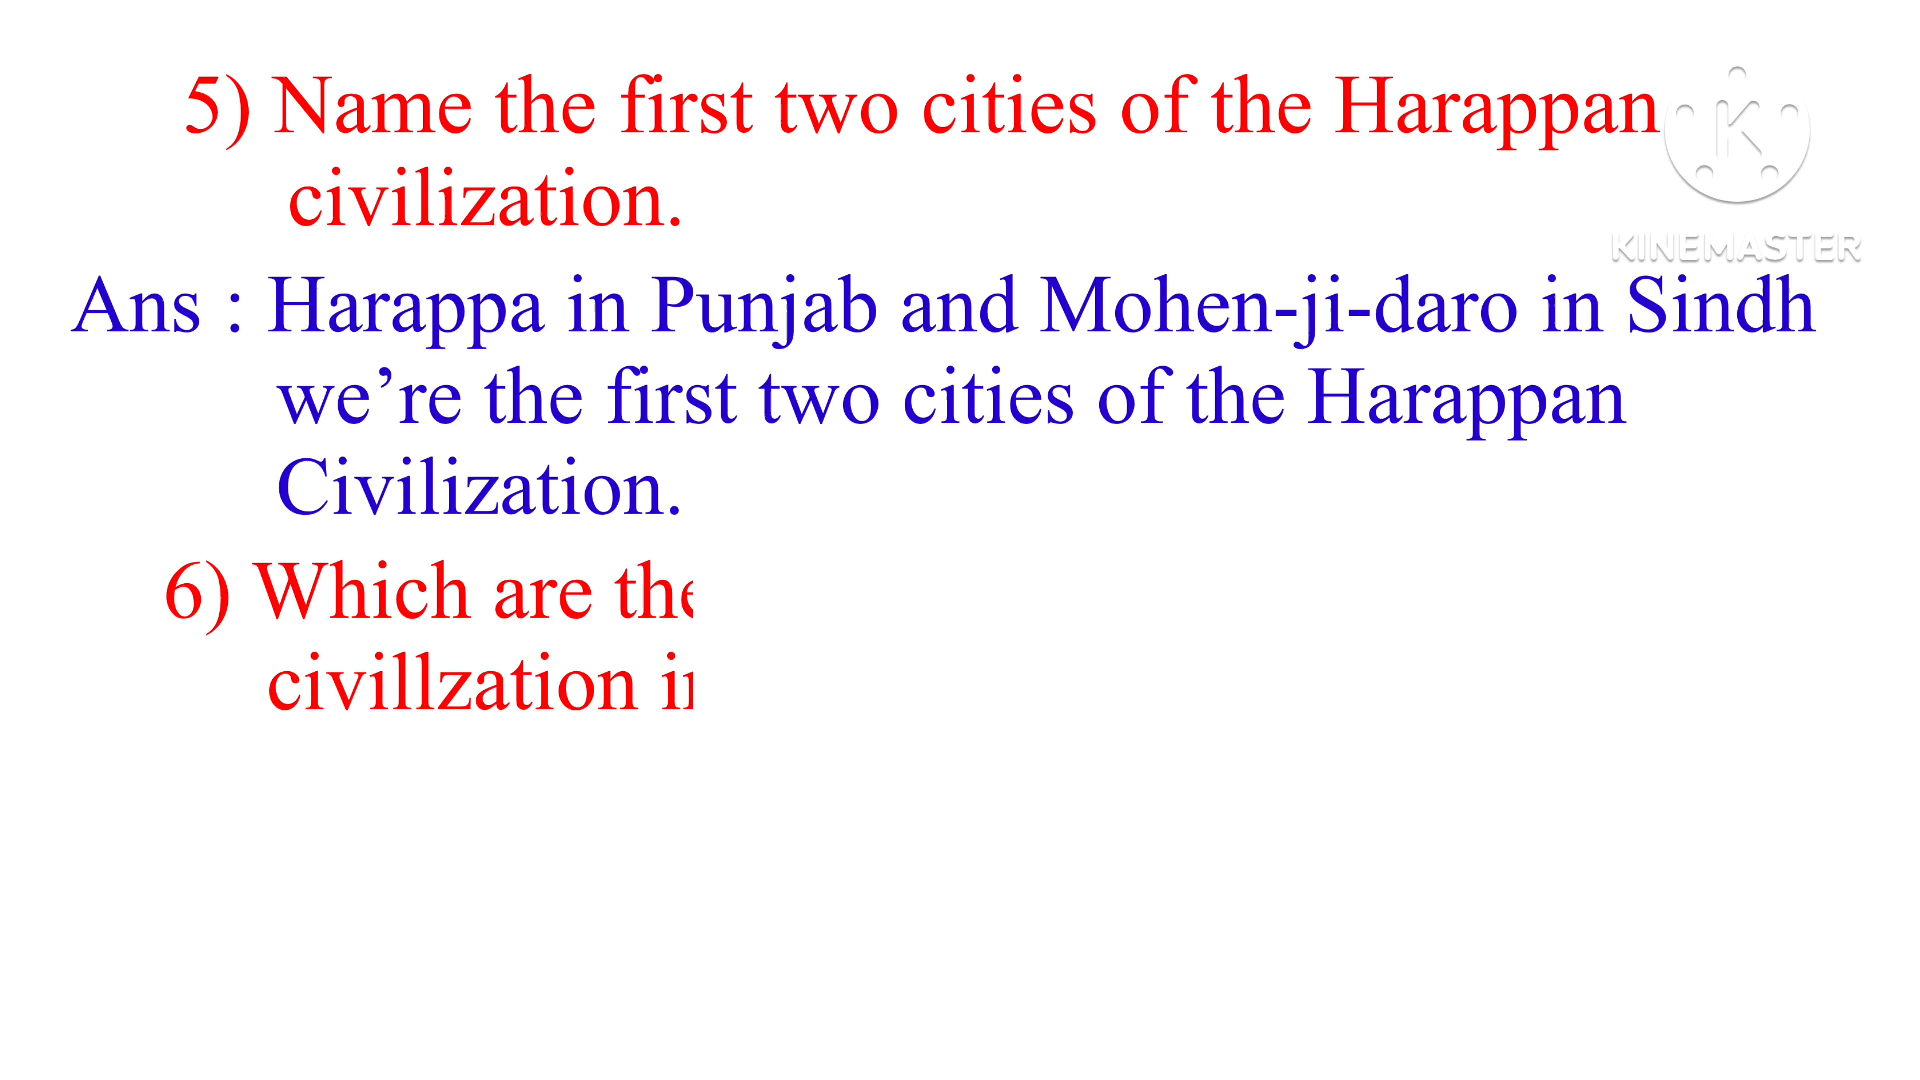 5) Name the first two cities of the Harappan
civilization.
KINEMASTER
Ans : Harappa in Punjab and Mohen-ji-daro in Sindh
we’re the first two cities of the Harappan
Civilization.
6) Which are the
civillzation